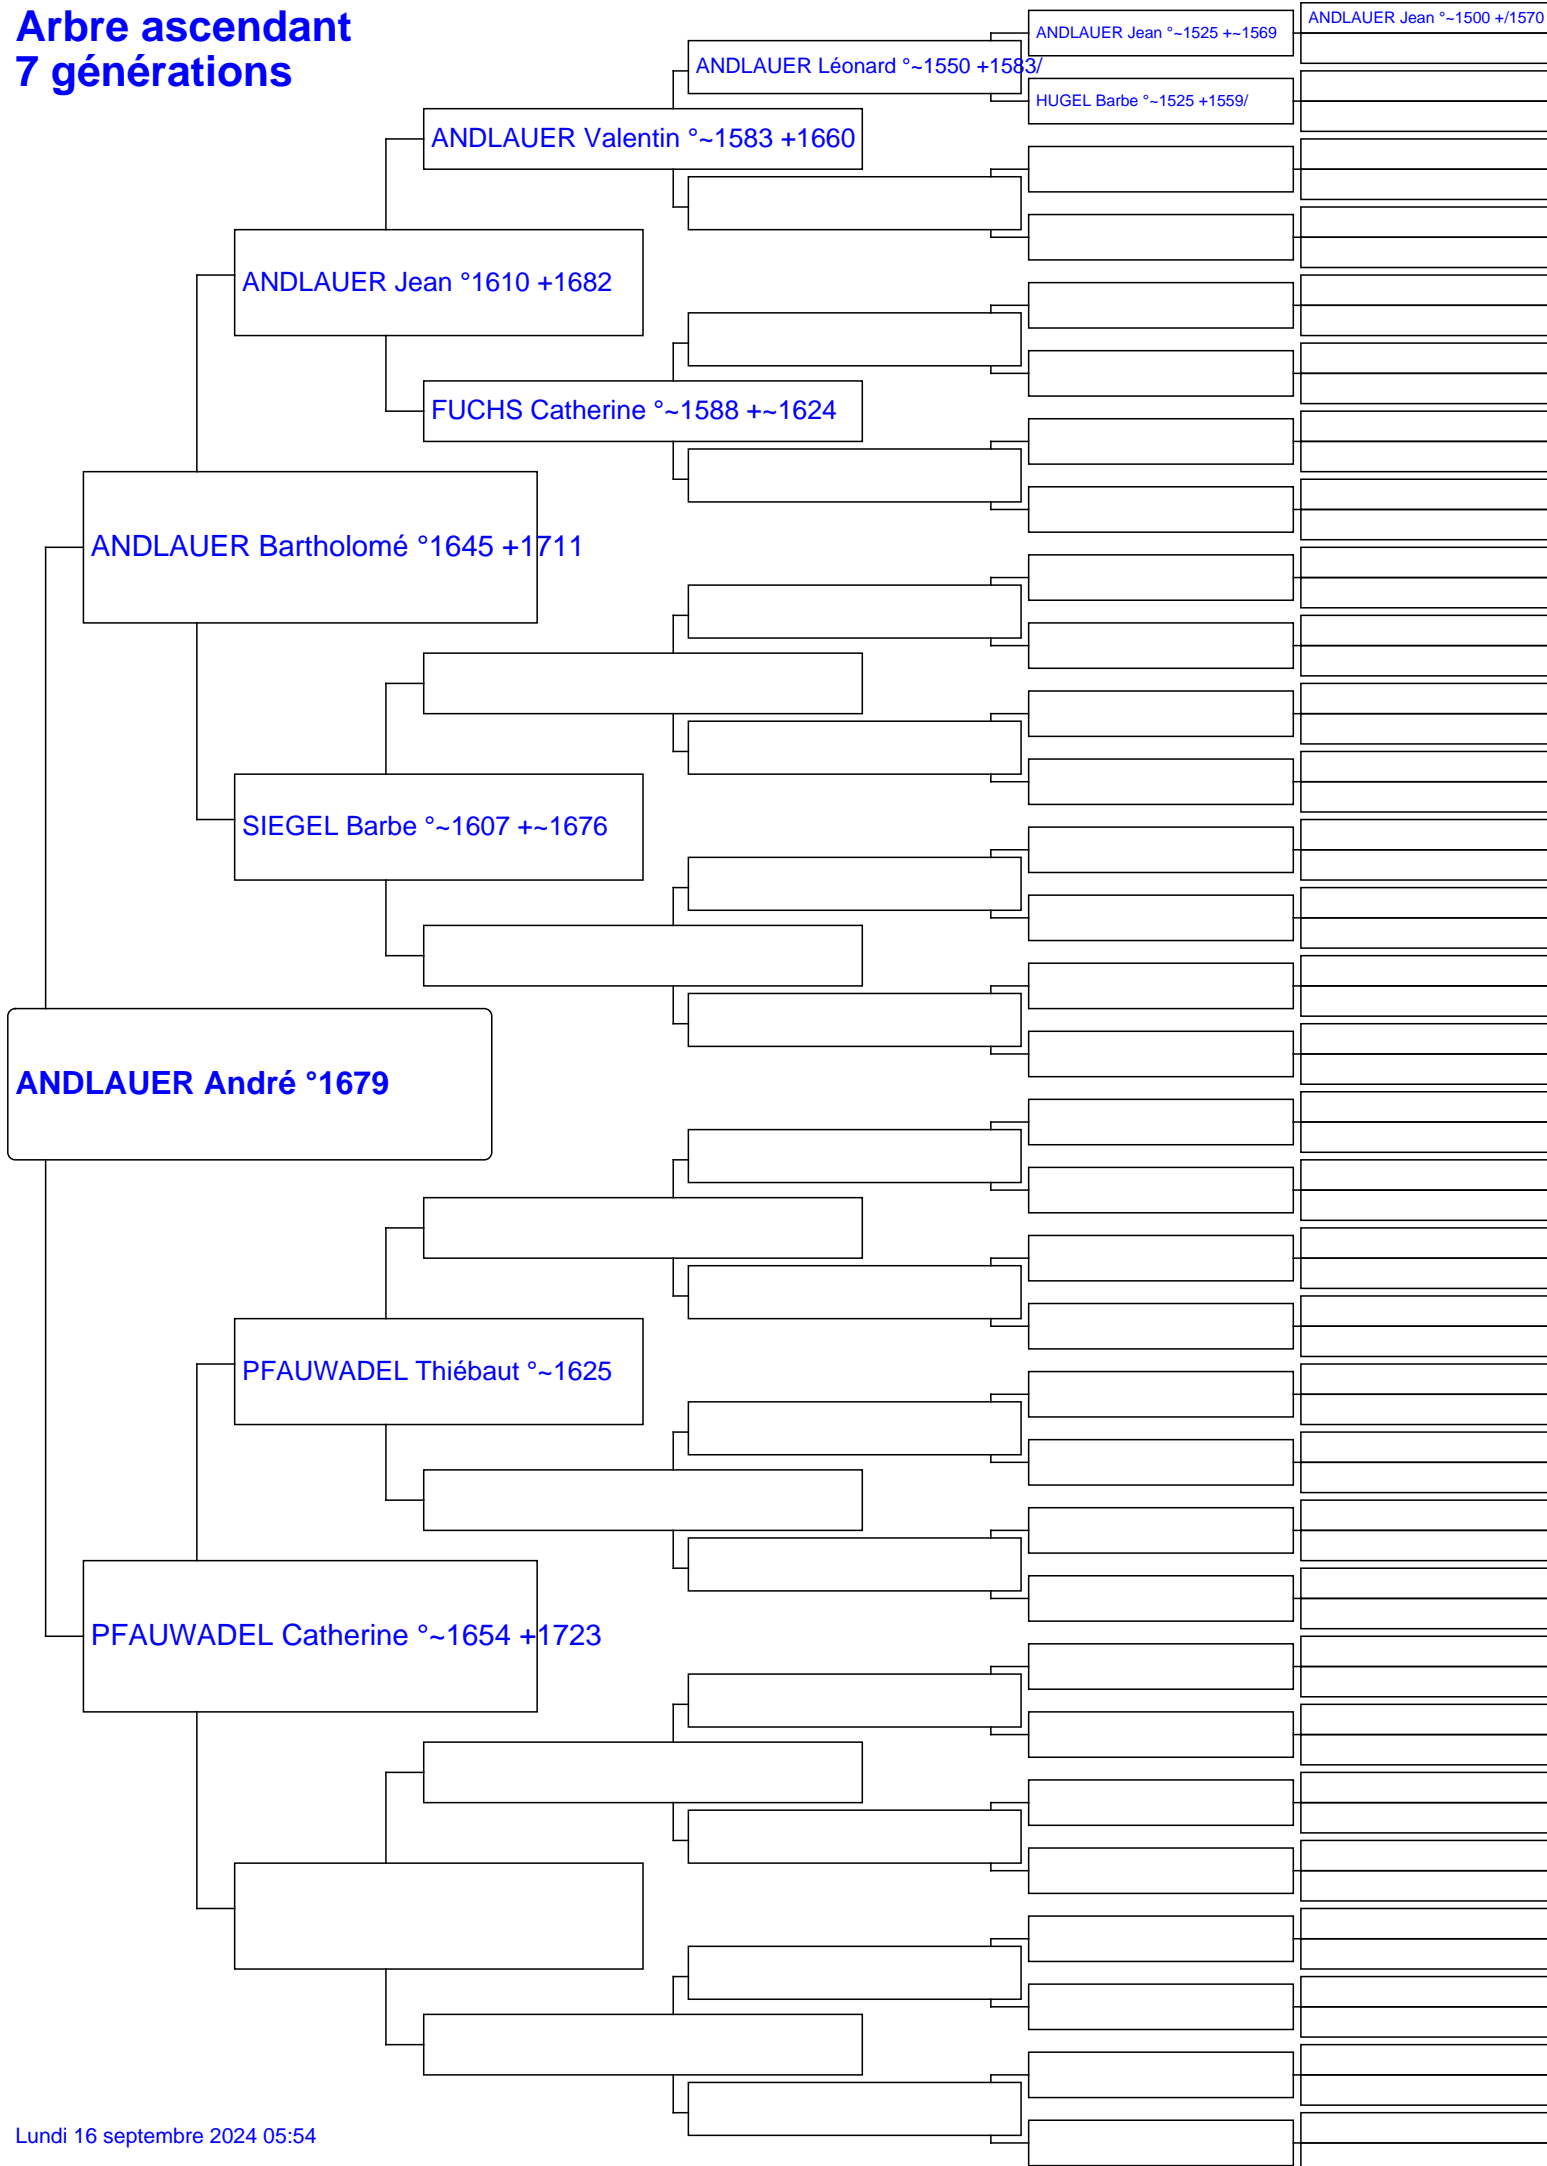 Arbre ascendant
7 générations
ANDLAUER Jean °~1500 +/1570
ANDLAUER Jean °~1525 +~1569
ANDLAUER Léonard °~1550 +1583/
HUGEL Barbe °~1525 +1559/
ANDLAUER Valentin °~1583 +1660
ANDLAUER Jean °1610 +1682
FUCHS Catherine °~1588 +~1624
ANDLAUER Bartholomé °1645 +1711
SIEGEL Barbe °~1607 +~1676
ANDLAUER André °1679
PFAUWADEL Thiébaut °~1625
PFAUWADEL Catherine °~1654 +1723
Lundi 16 septembre 2024 05:54